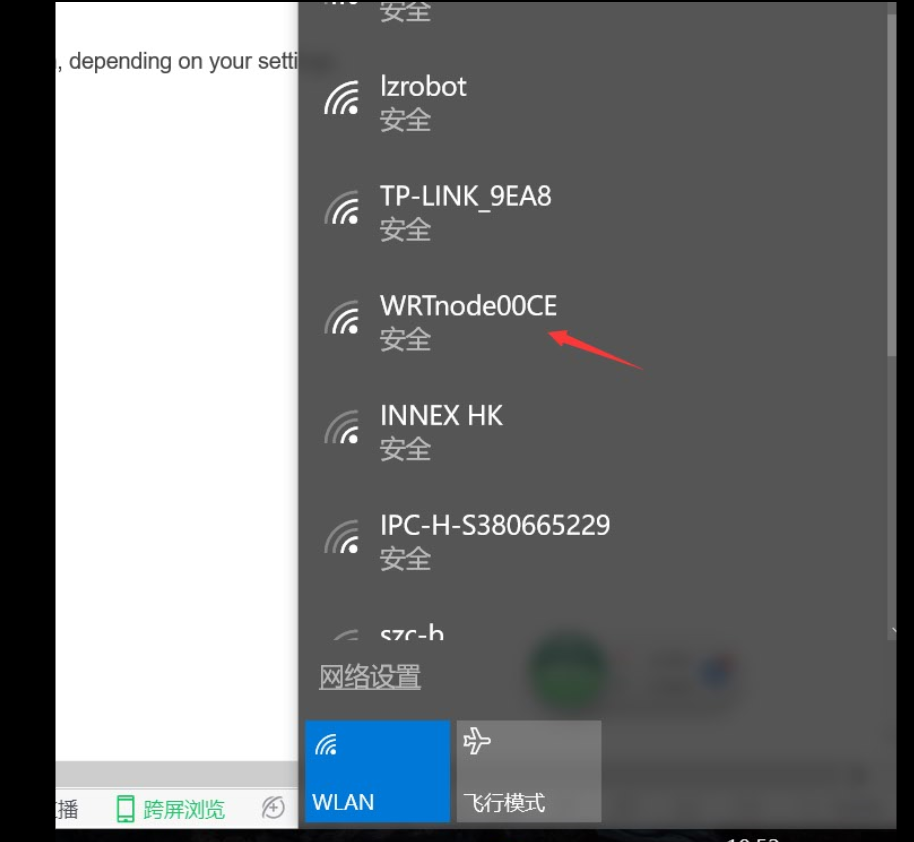 安全
, depending on your setti
lzrobot
安全
TP-LINK_9EA8
安全
WRTnode00CE
安全
INNEX HK
安全
IPC-H-S380665229
安全
szc-b
网络设置
WLAN
飞行模式
播
跨屏浏览